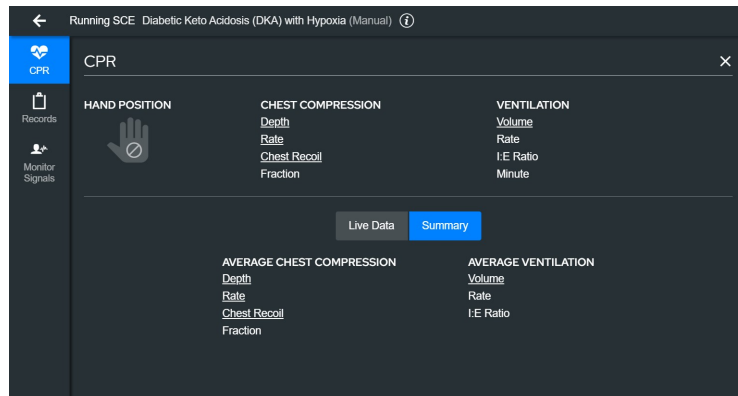 Running SCE Diabetic Keto Acidosis (DKA) with Hypoxia (Manual) i
CPR
Records
Monitor
Signals
CPR
HAND POSITION
CHEST COMPRESSION
Depth
Rate
Chest Recoil
Fraction
VENTILATION
Volume
Rate
I:E Ratio
Minute
Live Data
Summary
AVERAGE CHEST COMPRESSION
Depth
Rate
Chest Recoil
Fraction
AVERAGE VENTILATION
Volume
Rate
I:E Ratio